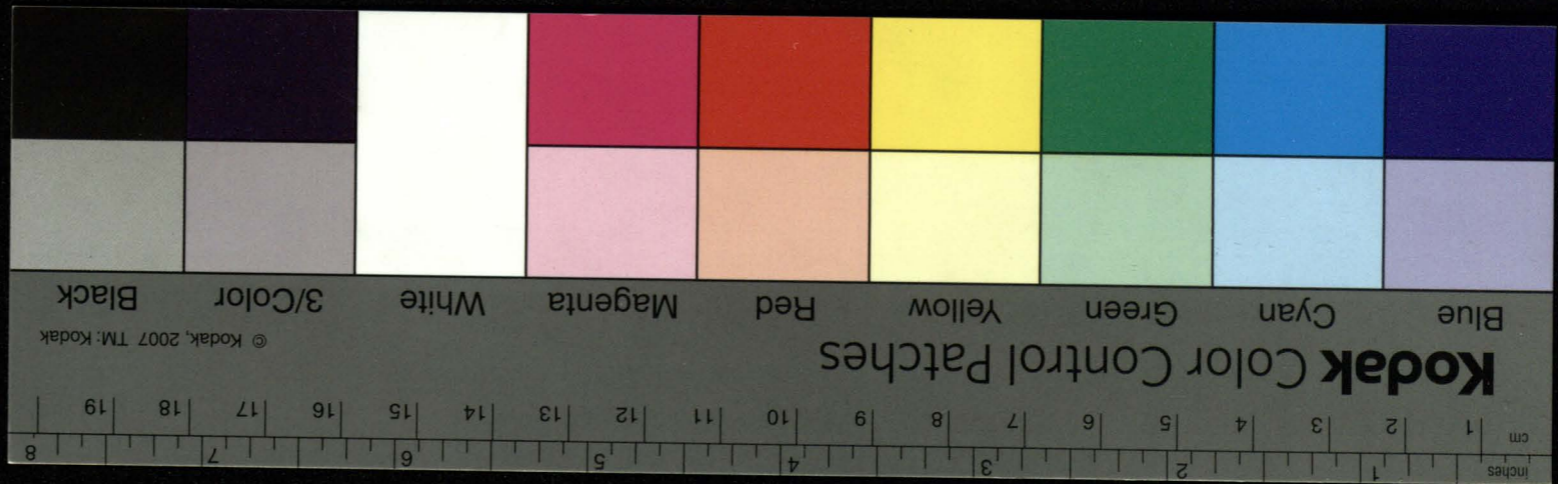 inches 1 2 3 4 5 6 7 8
cm 1 2 3 4 5 6 7 8 9 10 11 12 13 14 15 16 17 18 19
Kodak Color Control Patches
© Kodak, 2007 TM: Kodak
Blue Cyan Green Yellow Red Magenta White 3/Color Black